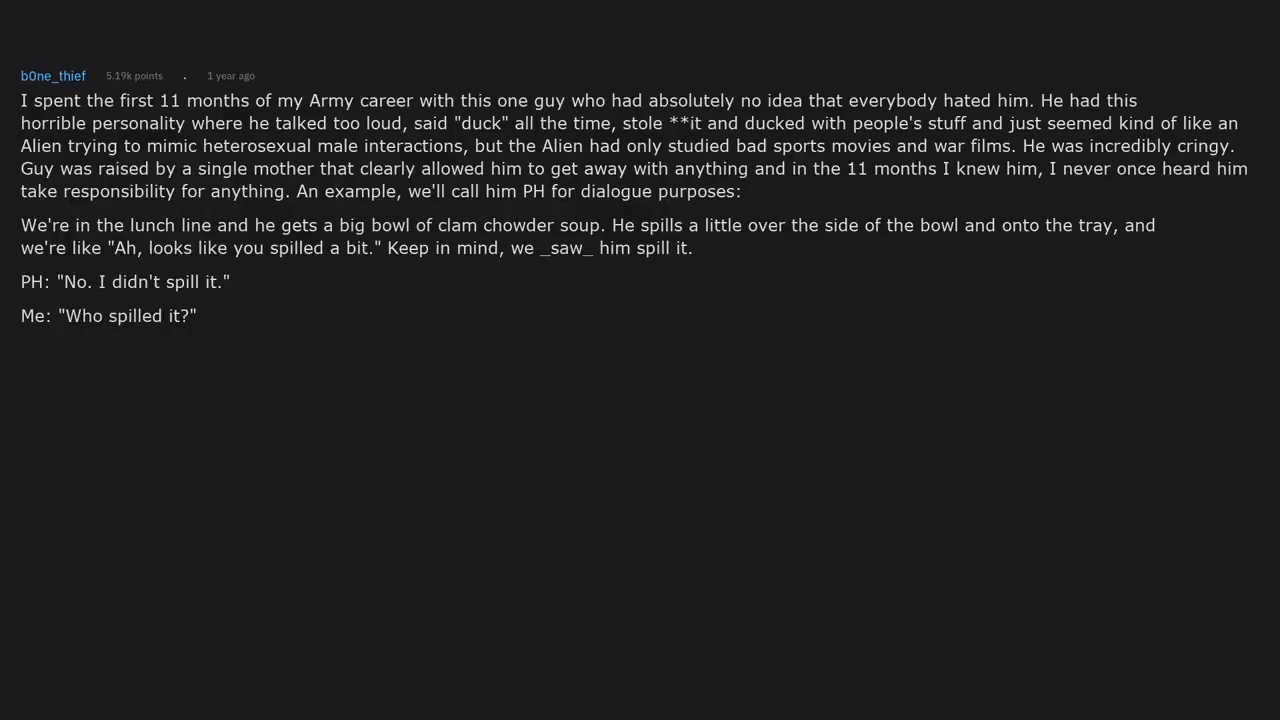 b0ne_thief 5.19k points . 1 year ago
I spent the first 11 months of my Army career with this one guy who had absolutely no idea that everybody hated him. He had this
horrible personality where he talked too loud, said "duck" all the time, stole **it and ducked with people's stuff and just seemed kind of like an
Alien trying to mimic heterosexual male interactions, but the Alien had only studied bad sports movies and war films. He was incredibly cringy.
Guy was raised by a single mother that clearly allowed him to get away with anything and in the 11 months I knew him, I never once heard him
take responsibility for anything. An example, we'll call him PH for dialogue purposes:
We're in the lunch line and he gets a big bowl of clam chowder soup. He spills a little over the side of the bowl and onto the tray, and
we're like "Ah, looks like you spilled a bit." Keep in mind, we _saw_ him spill it.
PH: "No. I didn't spill it."
Me: "Who spilled it?"